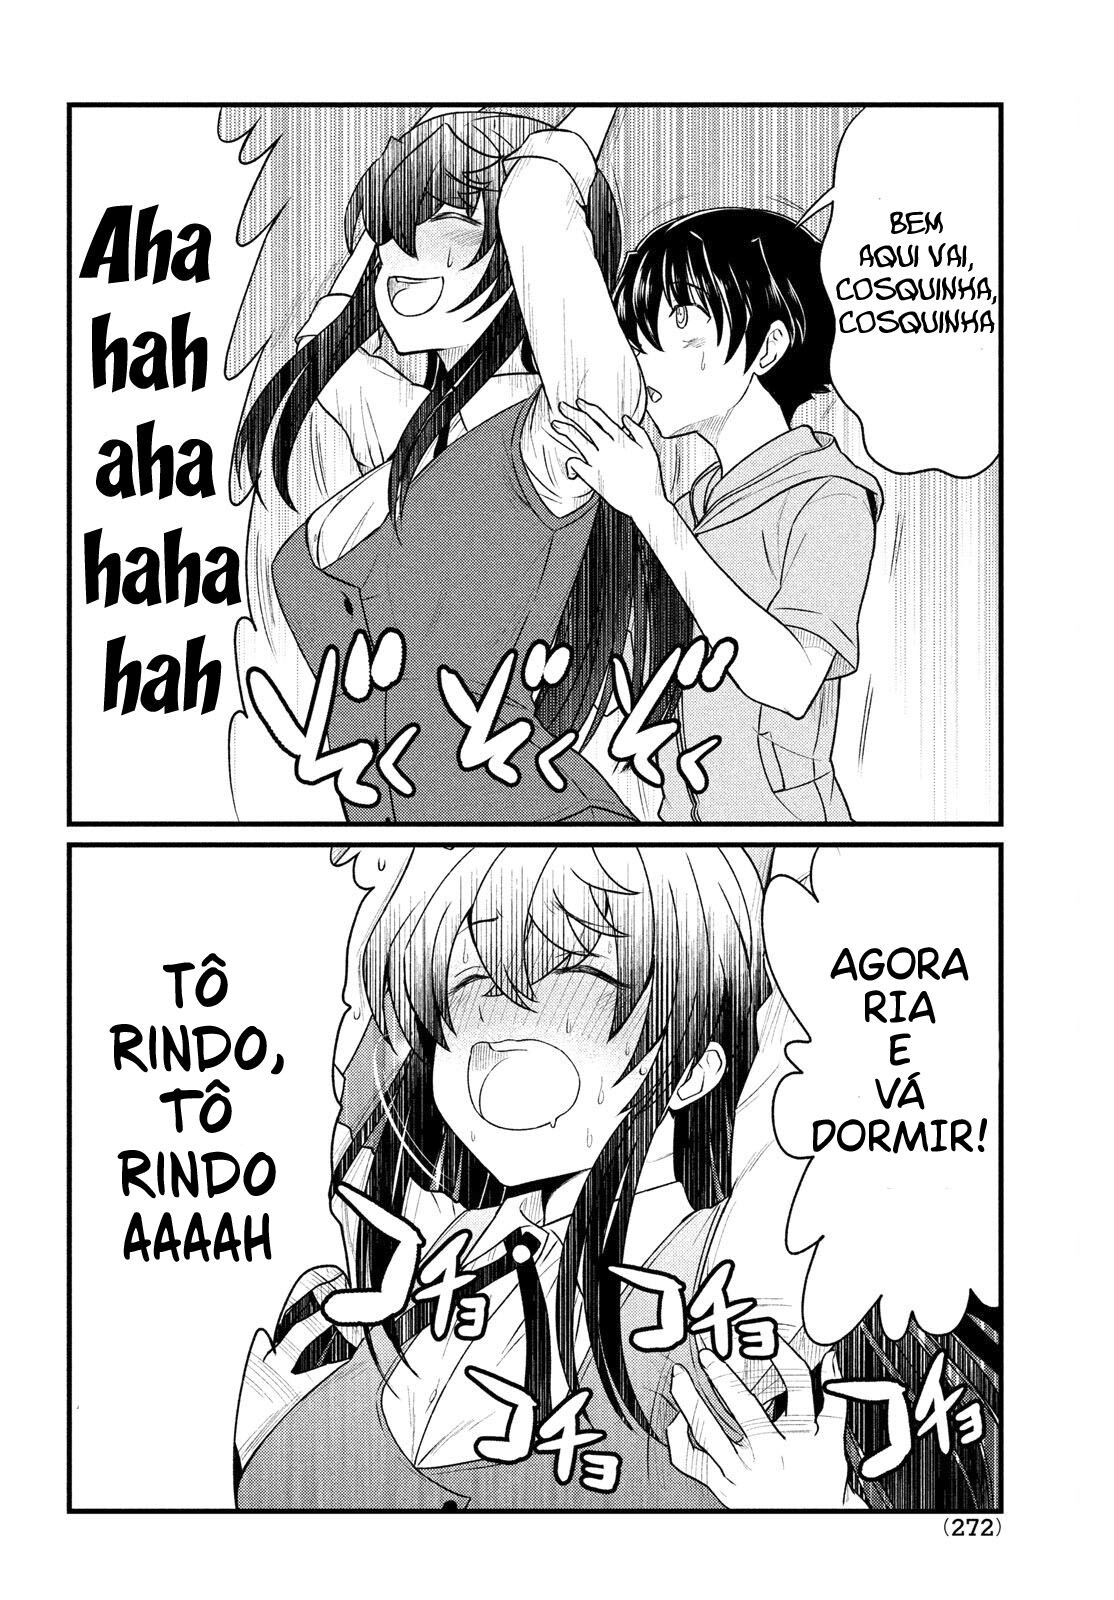 BEM
AQUI VAI,
COSQUINHA,
COSQUINHA
Aha
hah
aha
haha
hah
ぞくぞくぞく
AGORA
RIA
E
VÁ
DORMIR!
TÔ
RINDO,
TÔ
RINDO
AAAAH
コチョ
コチョ
コチョ
コチョ
(272)